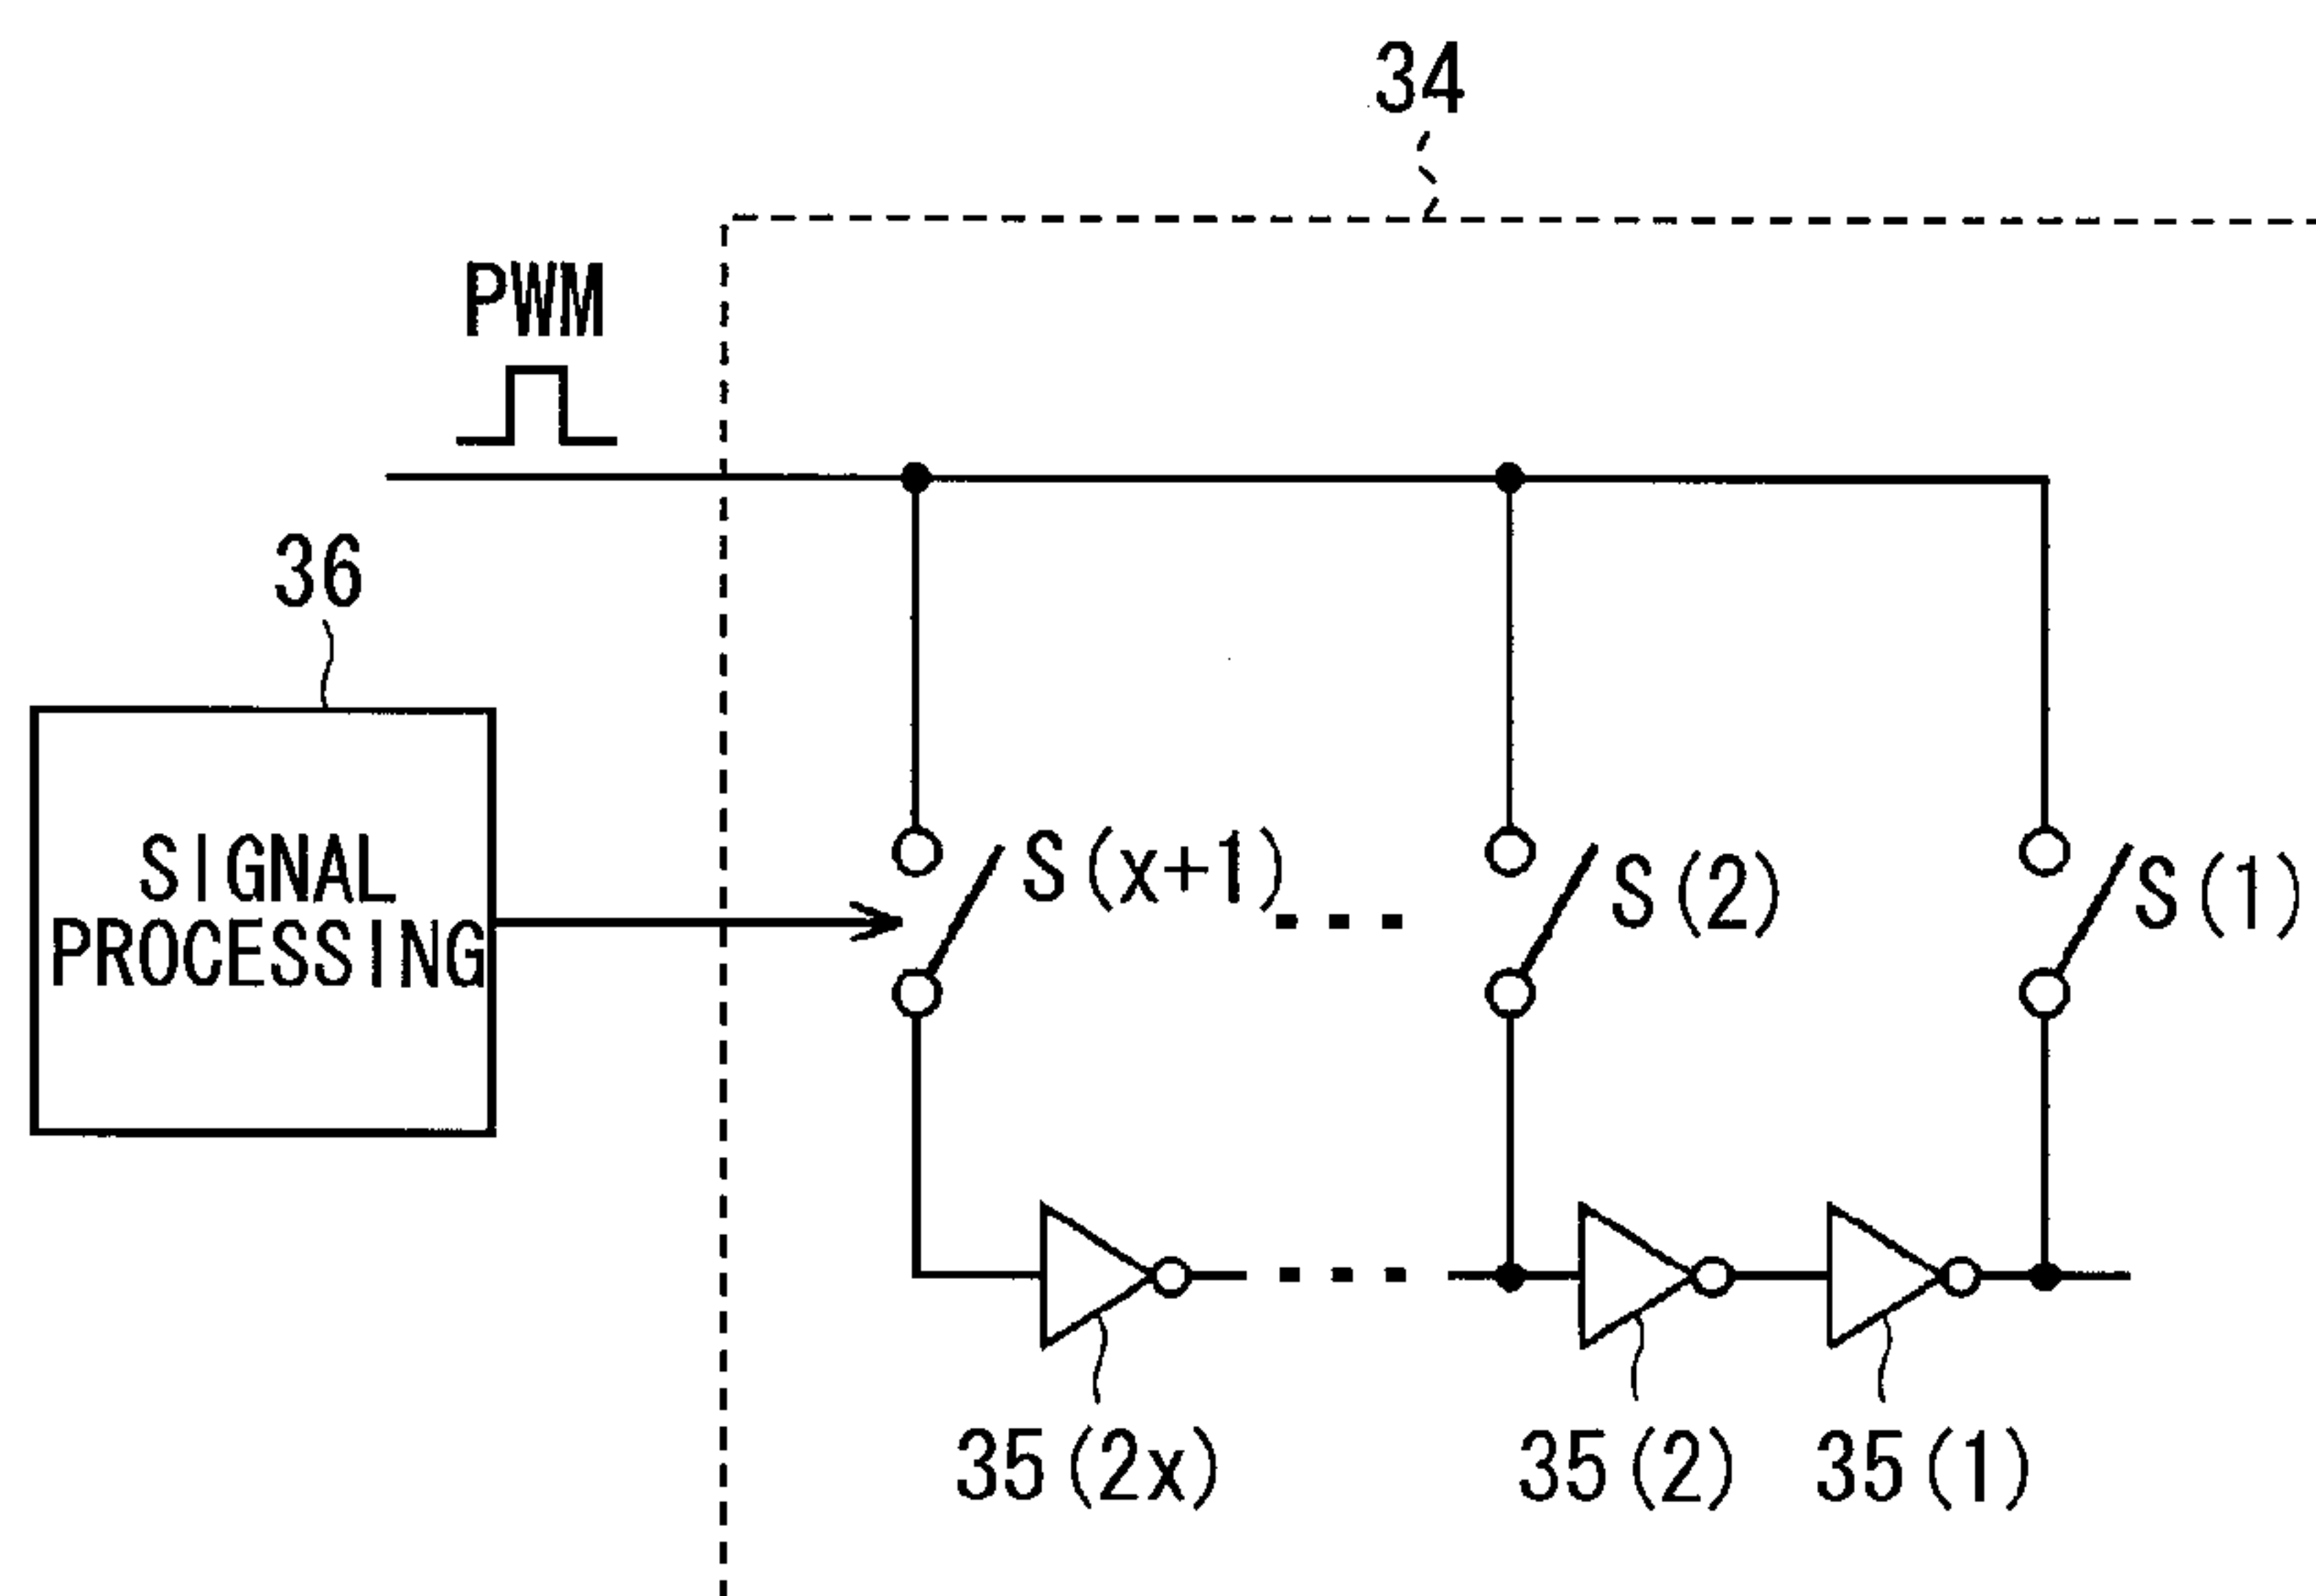 34
PWM
36
SIGNAL
PROCESSING
S(x+1)
S(2)
S(1)
35(2x)
35(2)
35(1)